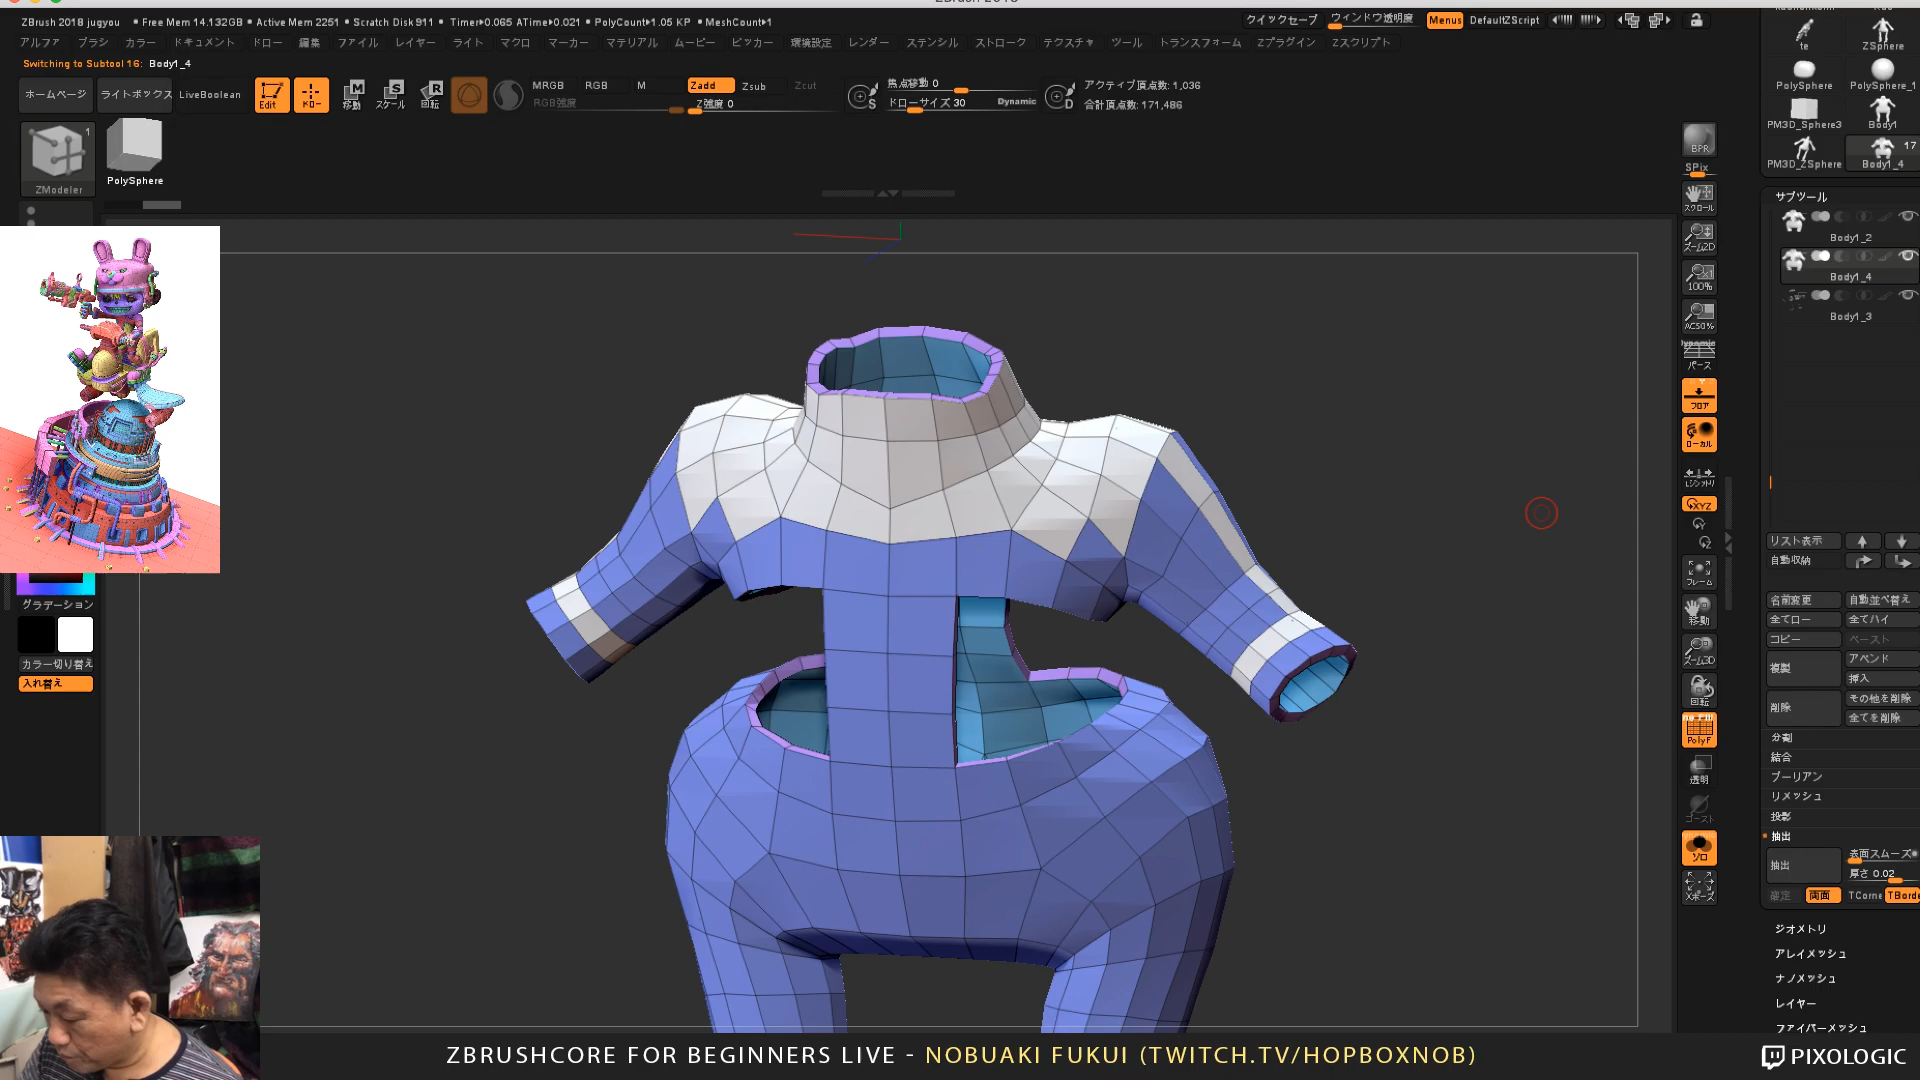 ZBrush 2018 jugyou • Free Mem 14.132GB • Active Mem 2251 • Scratch Disk 911 • Timer▸0.065 ATime▸0.021 • PolyCount▸1.05 KP • MeshCount▸1
クイックセーブ ウィンドウ透明度 Menus DefaultZScript
アルファ ブラシ カラー ドキュメント ドロー 編集 ファイル レイヤー ライト マクロ マーカー マテリアル ムービー ピッカー 環境設定 レンダー ステンシル ストローク テクスチャ ツール トランスフォーム Zプラグイン Zスクリプト
Switching to Subtool 16: Body1_4
ホームページ ライトボックス LiveBoolean Edit ドロー 移動 スケール 回転
MRGB RGB M Zadd Zsub Zcut
RGB強度 Z強度 0
焦点移動 0
ドローサイズ 30 Dynamic
アクティブ頂点数: 1,036
合計頂点数: 171,486
ZModeler
1
PolySphere
グラデーション
カラー切り替え
入れ替え
BPR
SPix
スクロール
ズーム2D
100%
AC50%
Dynamic
パース
フロア
ローカル
XYZ
フレーム
移動
ズーム3D
回転
PolyF
透明
ゴースト
ソロ
Xポーズ
te ZSphere
PolySphere PolySphere_1
PM3D_Sphere3 Body1
17
PM3D_ZSphere Body1_4
サブツール
Body1_2
Body1_4
Body1_3
リスト表示
自動収納
名前変更 自動並べ替え
全てロー 全てハイ
コピー ペースト
複製 アペンド
挿入
削除 その他を削除
全てを削除
分割
結合
ブーリアン
リメッシュ
投影
抽出
抽出 表面スムーズ
厚さ 0.02
確定 両面 TCorne TBorde
ジオメトリ
アレイメッシュ
ナノメッシュ
レイヤー
ファイバーメッシュ
ZBRUSHCORE FOR BEGINNERS LIVE - NOBUAKI FUKUI (TWITCH.TV/HOPBOXNOB)
PIXOLOGIC